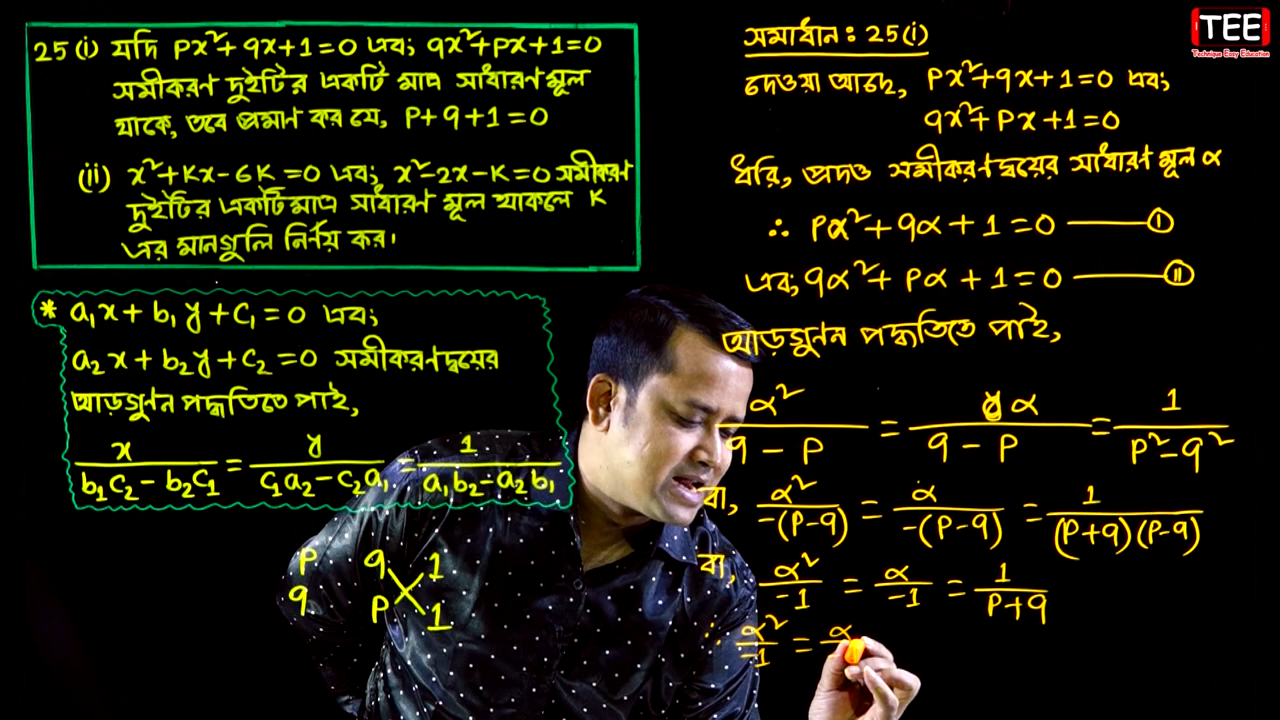 25 (i) যদি px²+qx+1=0 এবং qx²+px+1=0
সমীকরণ দুইটির একটি মাত্র সাধারণ মূল
থাকে, তবে প্রমাণ কর যে, p+q+1=0
(ii) x²+Kx-6K=0 এবং x²-2x-K=0 সমীকরণ
দুইটির একটিমাত্র সাধারণ মূল থাকলে K
এর মানগুলি নির্ণয় কর।
* a₁x+b₁y+c₁=0 এবং
a₂x+b₂y+c₂=0 সমীকরণদ্বয়ের
আড়গুণন পদ্ধতিতে পাই,
x/(b₁c₂-b₂c₁) = y/(c₁a₂-c₂a₁) = 1/(a₁b₂-a₂b₁)
p q 1
q p 1
সমাধান: 25(i)
দেওয়া আছে, px²+qx+1=0 এবং
qx²+px+1=0
ধরি, প্রদত্ত সমীকরণদ্বয়ের সাধারণ মূল α
∴ pα²+qα+1=0 ——— (I)
এবং qα²+pα+1=0 ——— (II)
আড়গুণন পদ্ধতিতে পাই,
α²/(q-p) = α/(q-p) = 1/(p²-q²)
বা, α²/-(p-q) = α/-(p-q) = 1/(p+q)(p-q)
বা, α²/-1 = α/-1 = 1/(p+q)
∴ α²/-1 = α
TEE
Technique Easy Education